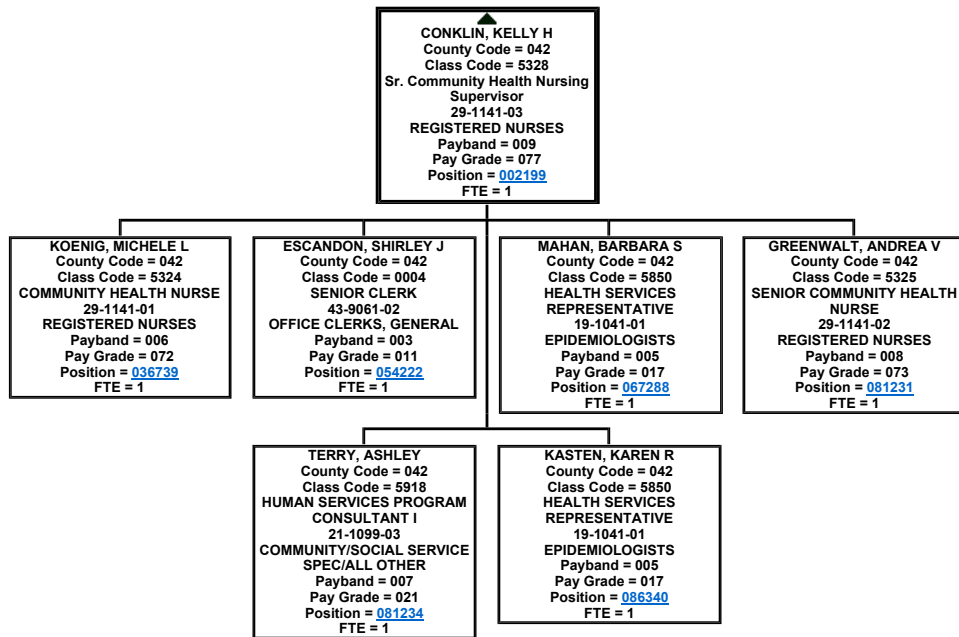 CONKLIN, KELLY H
County Code = 042
Class Code = 5328
Sr. Community Health Nursing
Supervisor
29-1141-03
REGISTERED NURSES
Payband = 009
Pay Grade = 077
Position = 002199
FTE = 1
KOENIG, MICHELE L
County Code = 042
Class Code = 5324
COMMUNITY HEALTH NURSE
29-1141-01
REGISTERED NURSES
Payband = 006
Pay Grade = 072
Position = 036739
FTE = 1
ESCANDON, SHIRLEY J
County Code = 042
Class Code = 0004
SENIOR CLERK
43-9061-02
OFFICE CLERKS, GENERAL
Payband = 003
Pay Grade = 011
Position = 054222
FTE = 1
MAHAN, BARBARA S
County Code = 042
Class Code = 5850
HEALTH SERVICES
REPRESENTATIVE
19-1041-01
EPIDEMIOLOGISTS
Payband = 005
Pay Grade = 017
Position = 067288
FTE = 1
GREENWALT, ANDREA V
County Code = 042
Class Code = 5325
SENIOR COMMUNITY HEALTH
NURSE
29-1141-02
REGISTERED NURSES
Payband = 008
Pay Grade = 073
Position = 081231
FTE = 1
TERRY, ASHLEY
County Code = 042
Class Code = 5918
HUMAN SERVICES PROGRAM
CONSULTANT I
21-1099-03
COMMUNITY/SOCIAL SERVICE
SPEC/ALL OTHER
Payband = 007
Pay Grade = 021
Position = 081234
FTE = 1
KASTEN, KAREN R
County Code = 042
Class Code = 5850
HEALTH SERVICES
REPRESENTATIVE
19-1041-01
EPIDEMIOLOGISTS
Payband = 005
Pay Grade = 017
Position = 086340
FTE = 1